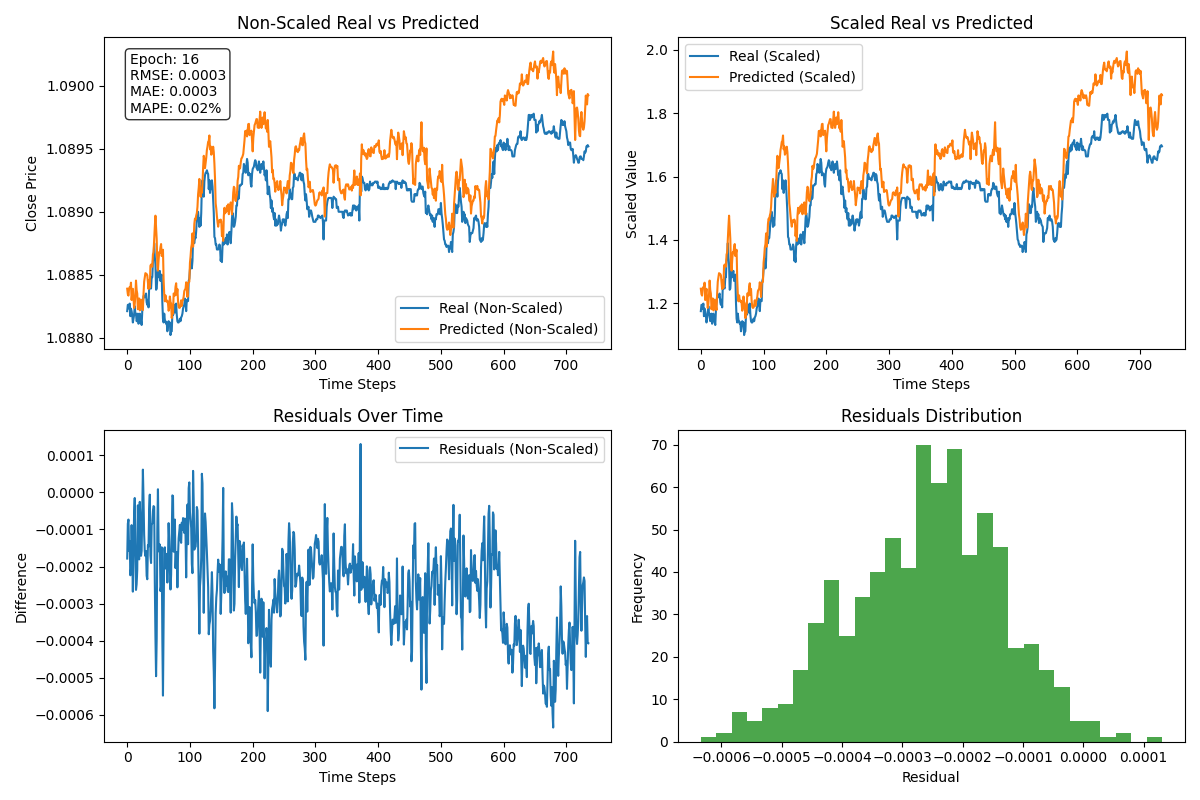 Non-Scaled Real vs Predicted
Epoch: 16
RMSE: 0.0003
MAE: 0.0003
MAPE: 0.02%
1.0900
1.0895
1.0890
1.0885
1.0880
Close Price
Real (Non-Scaled)
Predicted (Non-Scaled)
0 100 200 300 400 500 600 700
Time Steps
Scaled Real vs Predicted
Real (Scaled)
Predicted (Scaled)
2.0
1.8
1.6
1.4
1.2
Scaled Value
0 100 200 300 400 500 600 700
Time Steps
Residuals Over Time
Residuals (Non-Scaled)
0.0001
0.0000
−0.0001
−0.0002
−0.0003
−0.0004
−0.0005
−0.0006
Difference
0 100 200 300 400 500 600 700
Time Steps
Residuals Distribution
70
60
50
40
30
20
10
0
Frequency
−0.0006 −0.0005 −0.0004 −0.0003 −0.0002 −0.0001 0.0000 0.0001
Residual